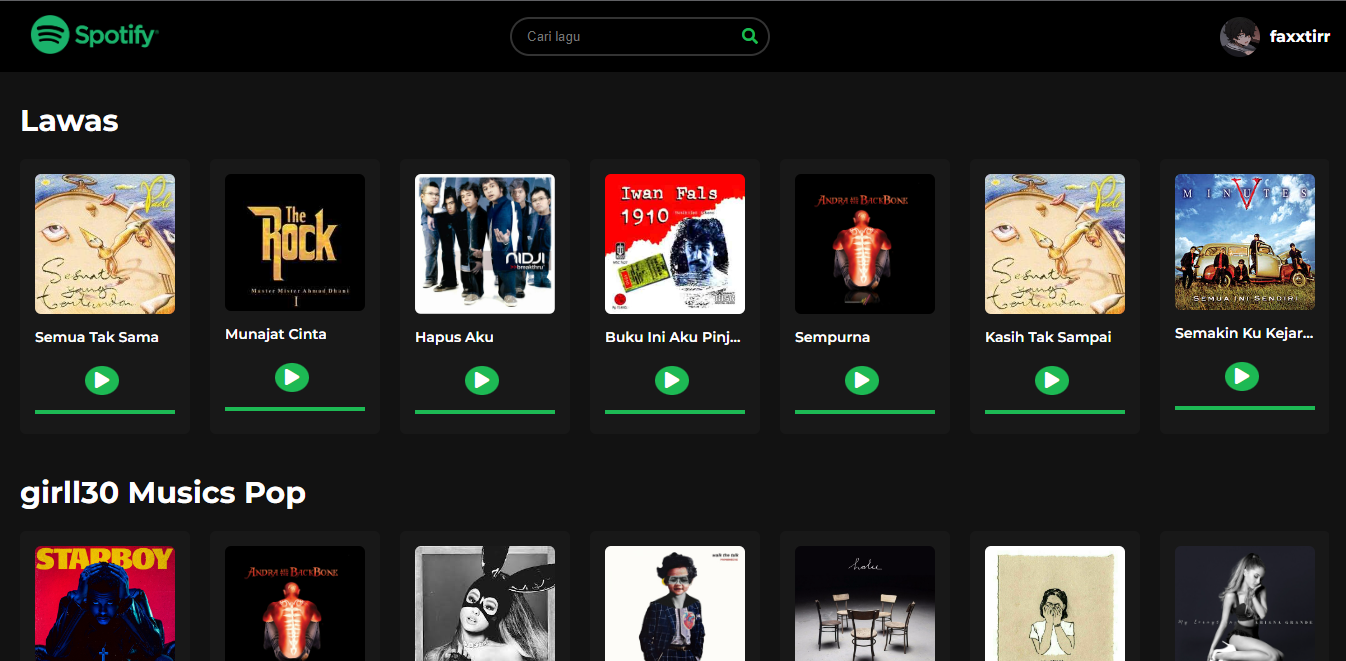 Spotify
Cari lagu
faxxtirr
Lawas
Padi
Sesuatu
yang
Tertunda
The
Rock
Master Mister Ahmad Dhani
I
NIDJI
breakthru'
Iwan Fals
1910
ANDRA AND THE BACKBONE
Padi
Sesuatu
yang
Tertunda
MINUTES
SEMUA INI SENDIRI
Semua Tak Sama
Munajat Cinta
Hapus Aku
Buku Ini Aku Pinj...
Sempurna
Kasih Tak Sampai
Semakin Ku Kejar...
girll30 Musics Pop
STARBOY
ANDRA AND THE BACKBONE
walk the talk
holu
My Everything ARIANA GRANDE